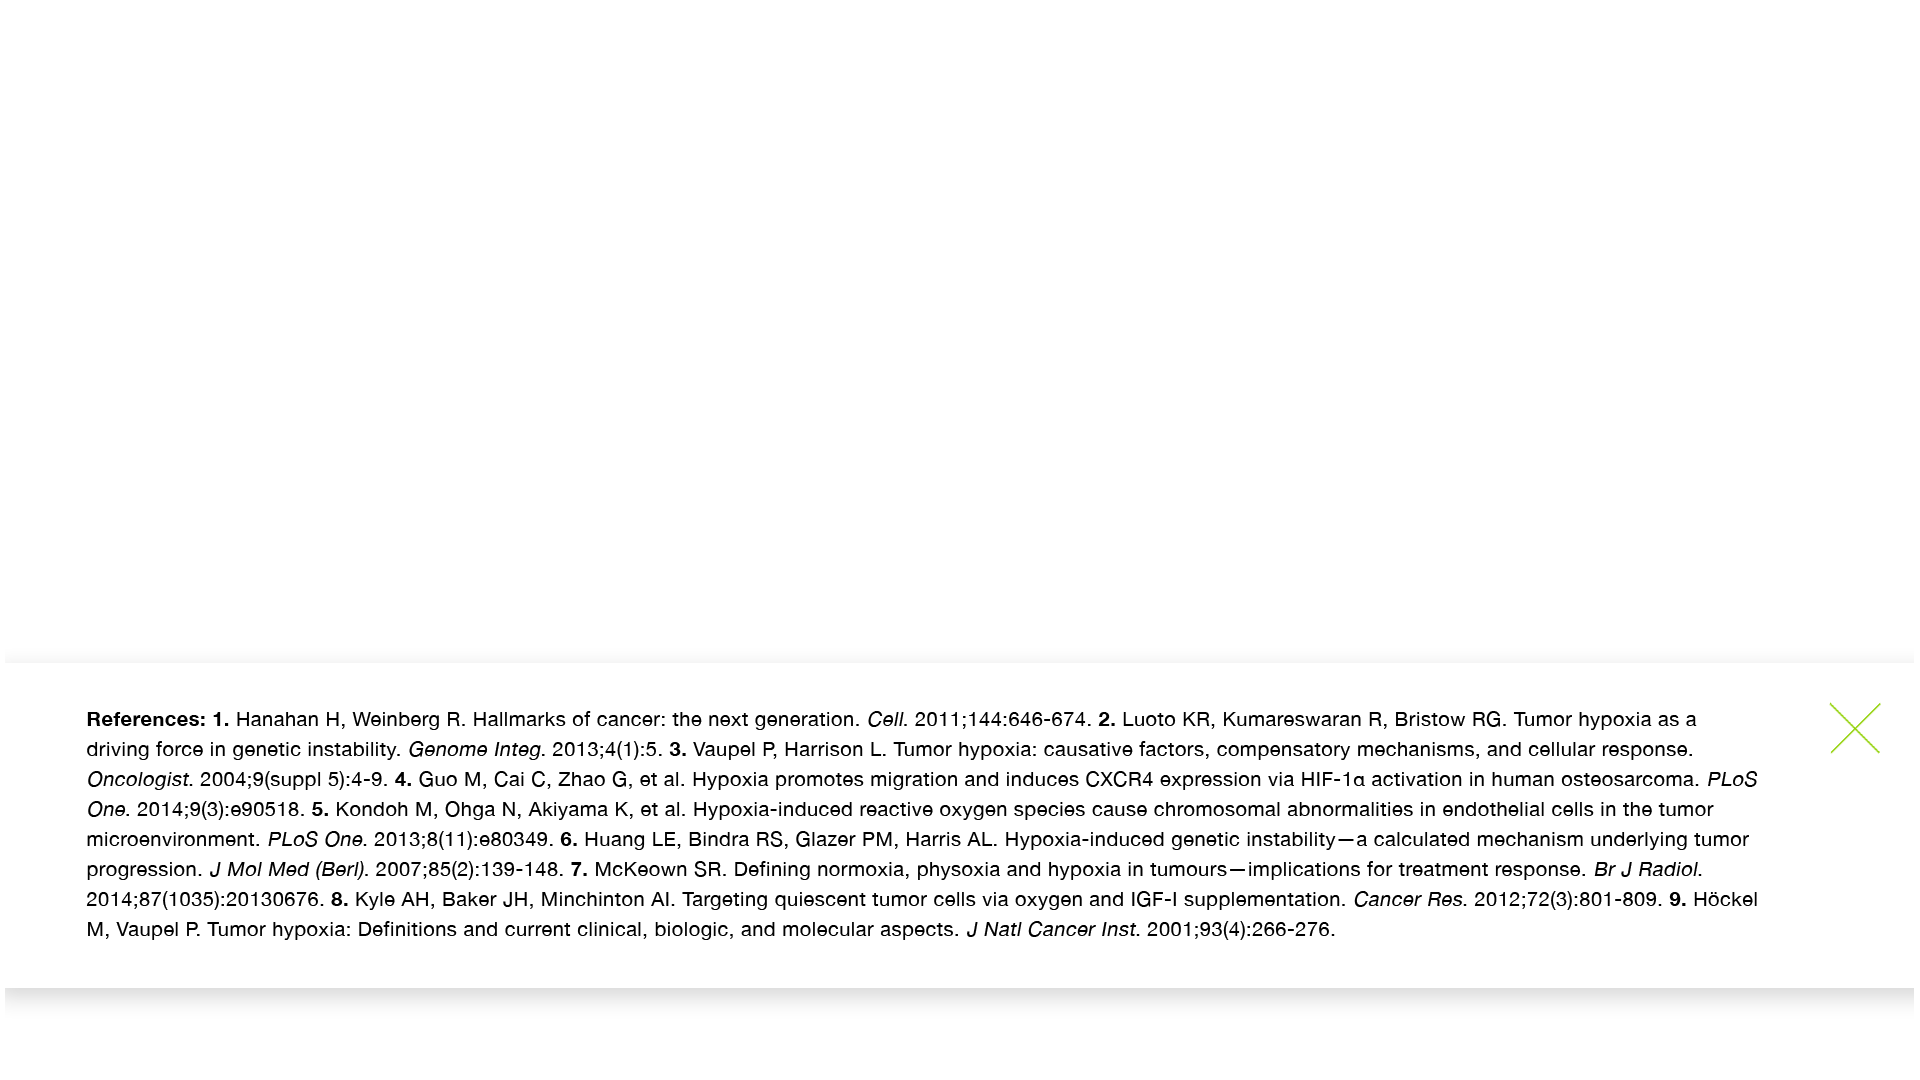 References: 1. Hanahan H, Weinberg R. Hallmarks of cancer: the next generation. Cell. 2011;144:646-674. 2. Luoto KR, Kumareswaran R, Bristow RG. Tumor hypoxia as a
driving force in genetic instability. Genome Integ. 2013;4(1):5. 3. Vaupel P, Harrison L. Tumor hypoxia: causative factors, compensatory mechanisms, and cellular response.
Oncologist. 2004;9(suppl 5):4-9. 4. Guo M, Cai C, Zhao G, et al. Hypoxia promotes migration and induces CXCR4 expression via HIF-1α activation in human osteosarcoma. PLoS
One. 2014;9(3):e90518. 5. Kondoh M, Ohga N, Akiyama K, et al. Hypoxia-induced reactive oxygen species cause chromosomal abnormalities in endothelial cells in the tumor
microenvironment. PLoS One. 2013;8(11):e80349. 6. Huang LE, Bindra RS, Glazer PM, Harris AL. Hypoxia-induced genetic instability—a calculated mechanism underlying tumor
progression. J Mol Med (Berl). 2007;85(2):139-148. 7. McKeown SR. Defining normoxia, physoxia and hypoxia in tumours—implications for treatment response. Br J Radiol.
2014;87(1035):20130676. 8. Kyle AH, Baker JH, Minchinton AI. Targeting quiescent tumor cells via oxygen and IGF-I supplementation. Cancer Res. 2012;72(3):801-809. 9. Höckel
M, Vaupel P. Tumor hypoxia: Definitions and current clinical, biologic, and molecular aspects. J Natl Cancer Inst. 2001;93(4):266-276.